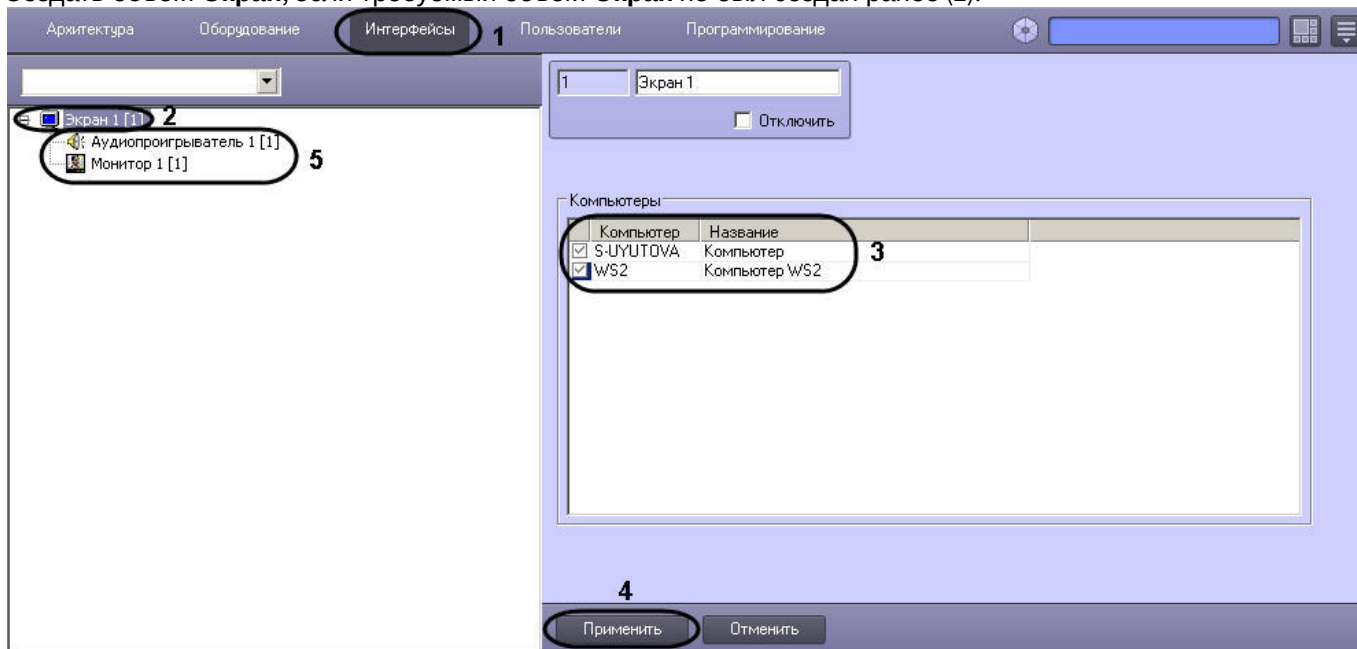 Создать объект Экран, если требуемый объект Экран не был создан ранее (2).
Архитектура Оборудование Интерфейсы 1 Пользователи Программирование
1 Экран 1
Отключить
Экран 1 [1] 2
Аудиопроигрыватель 1 [1]
Монитор 1 [1] 5
Компьютеры
Компьютер Название
S-UYUTOVA Компьютер 3
WS2 Компьютер WS2
4
Применить Отменить